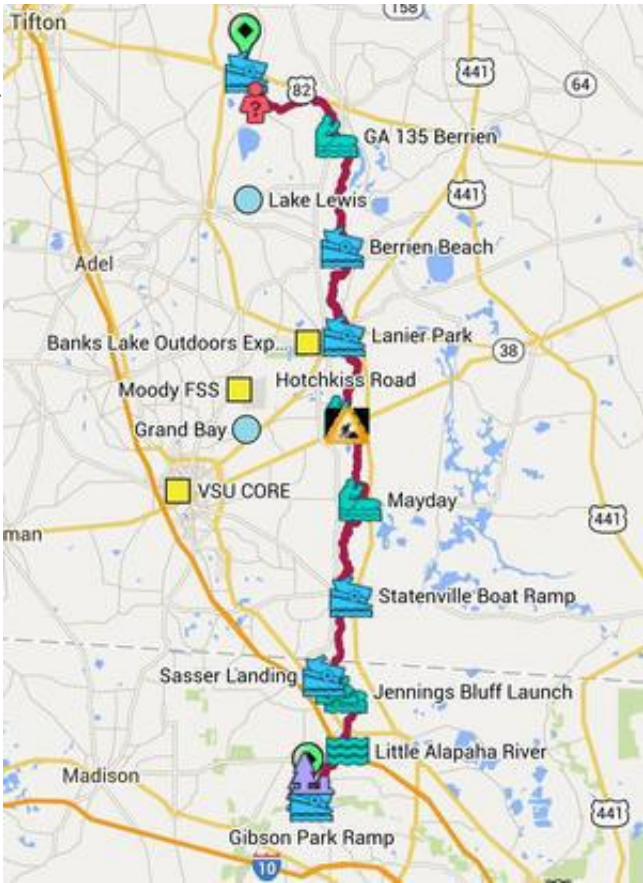 158
Tifton
441
64
82
?
GA 135 Berrien
441
Lake Lewis
Berrien Beach
Adel
Lanier Park
Banks Lake Outdoors Exp...
38
Hotchkiss Road
Moody FSS
Grand Bay
VSU CORE
Mayday
441
man
Statenville Boat Ramp
Sasser Landing
Jennings Bluff Launch
Little Alapaha River
Madison
441
Gibson Park Ramp
10